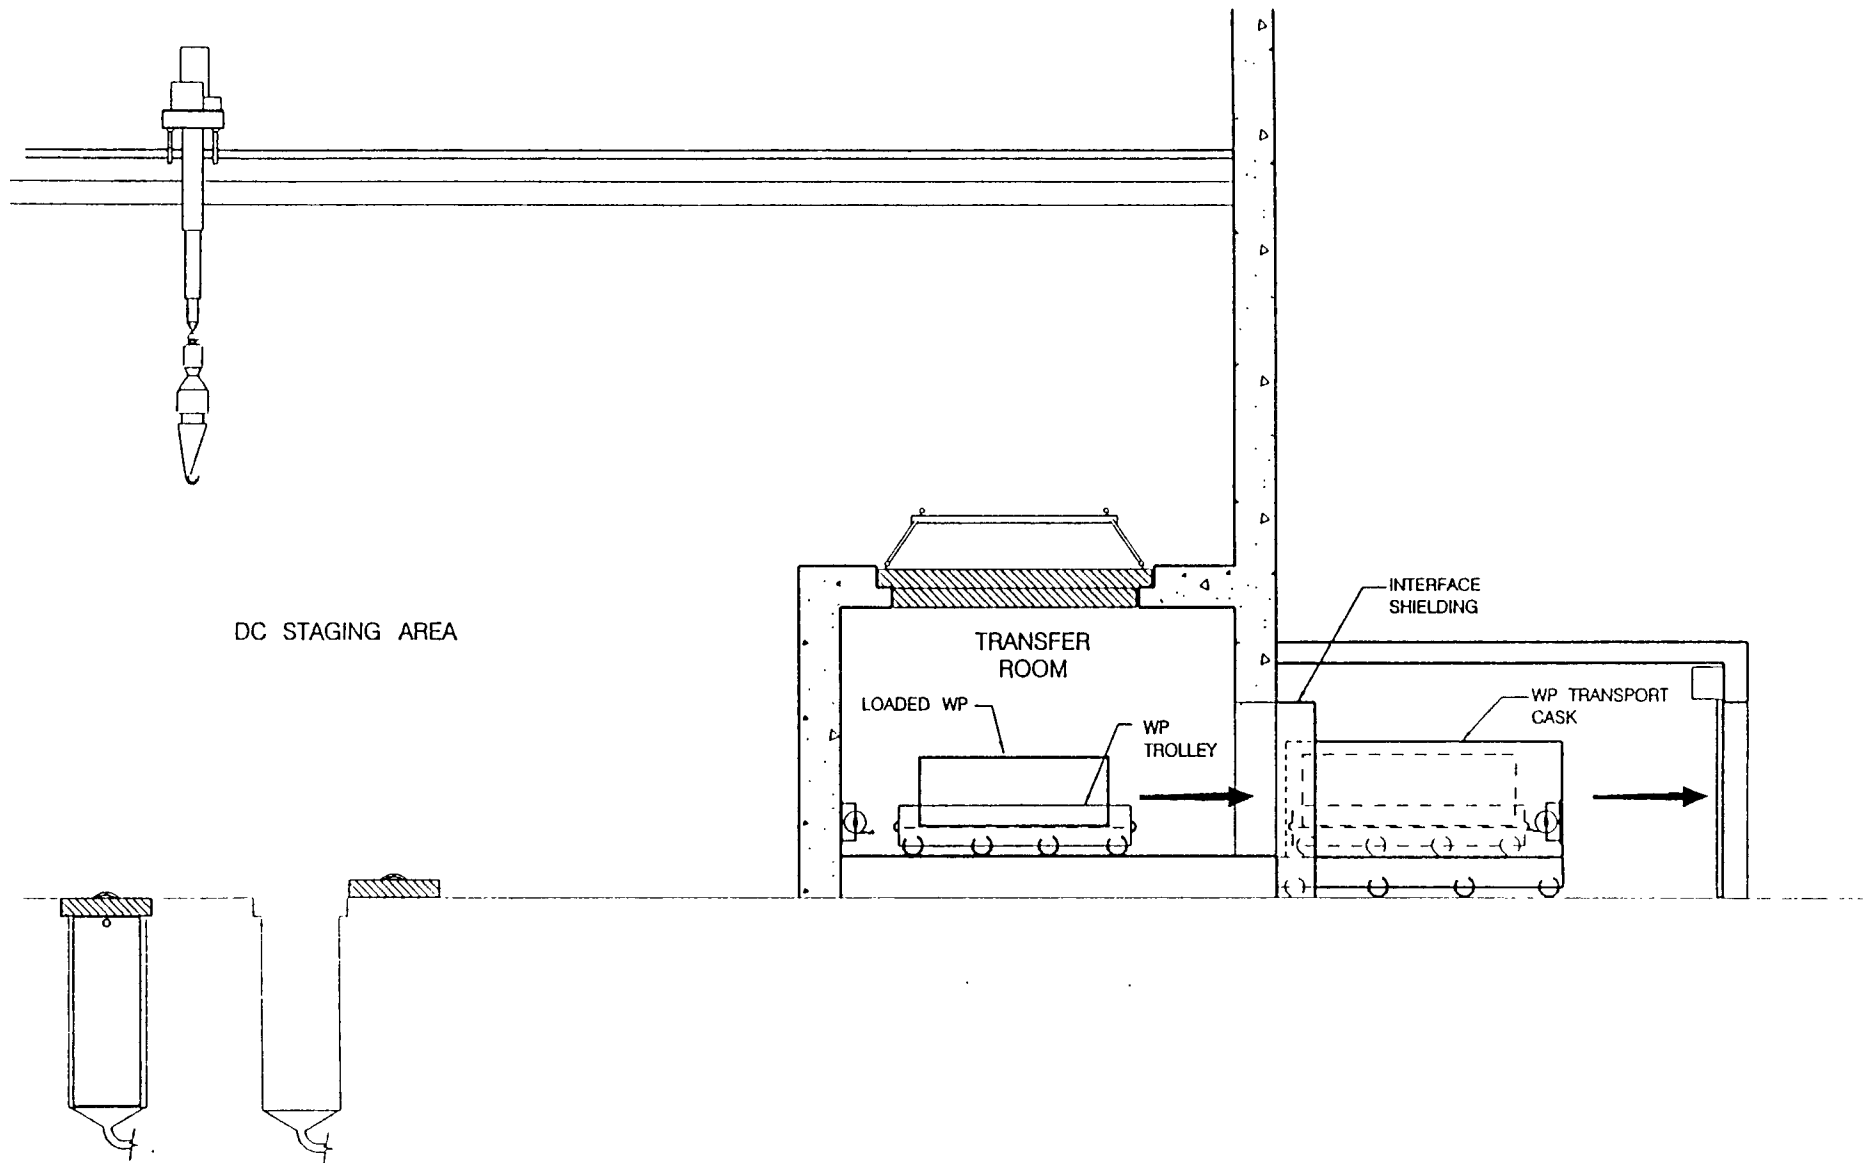 INTERFACE
SHIELDING
DC STAGING AREA
TRANSFER
ROOM
LOADED WP
WP
TROLLEY
WP TRANSPORT
CASK